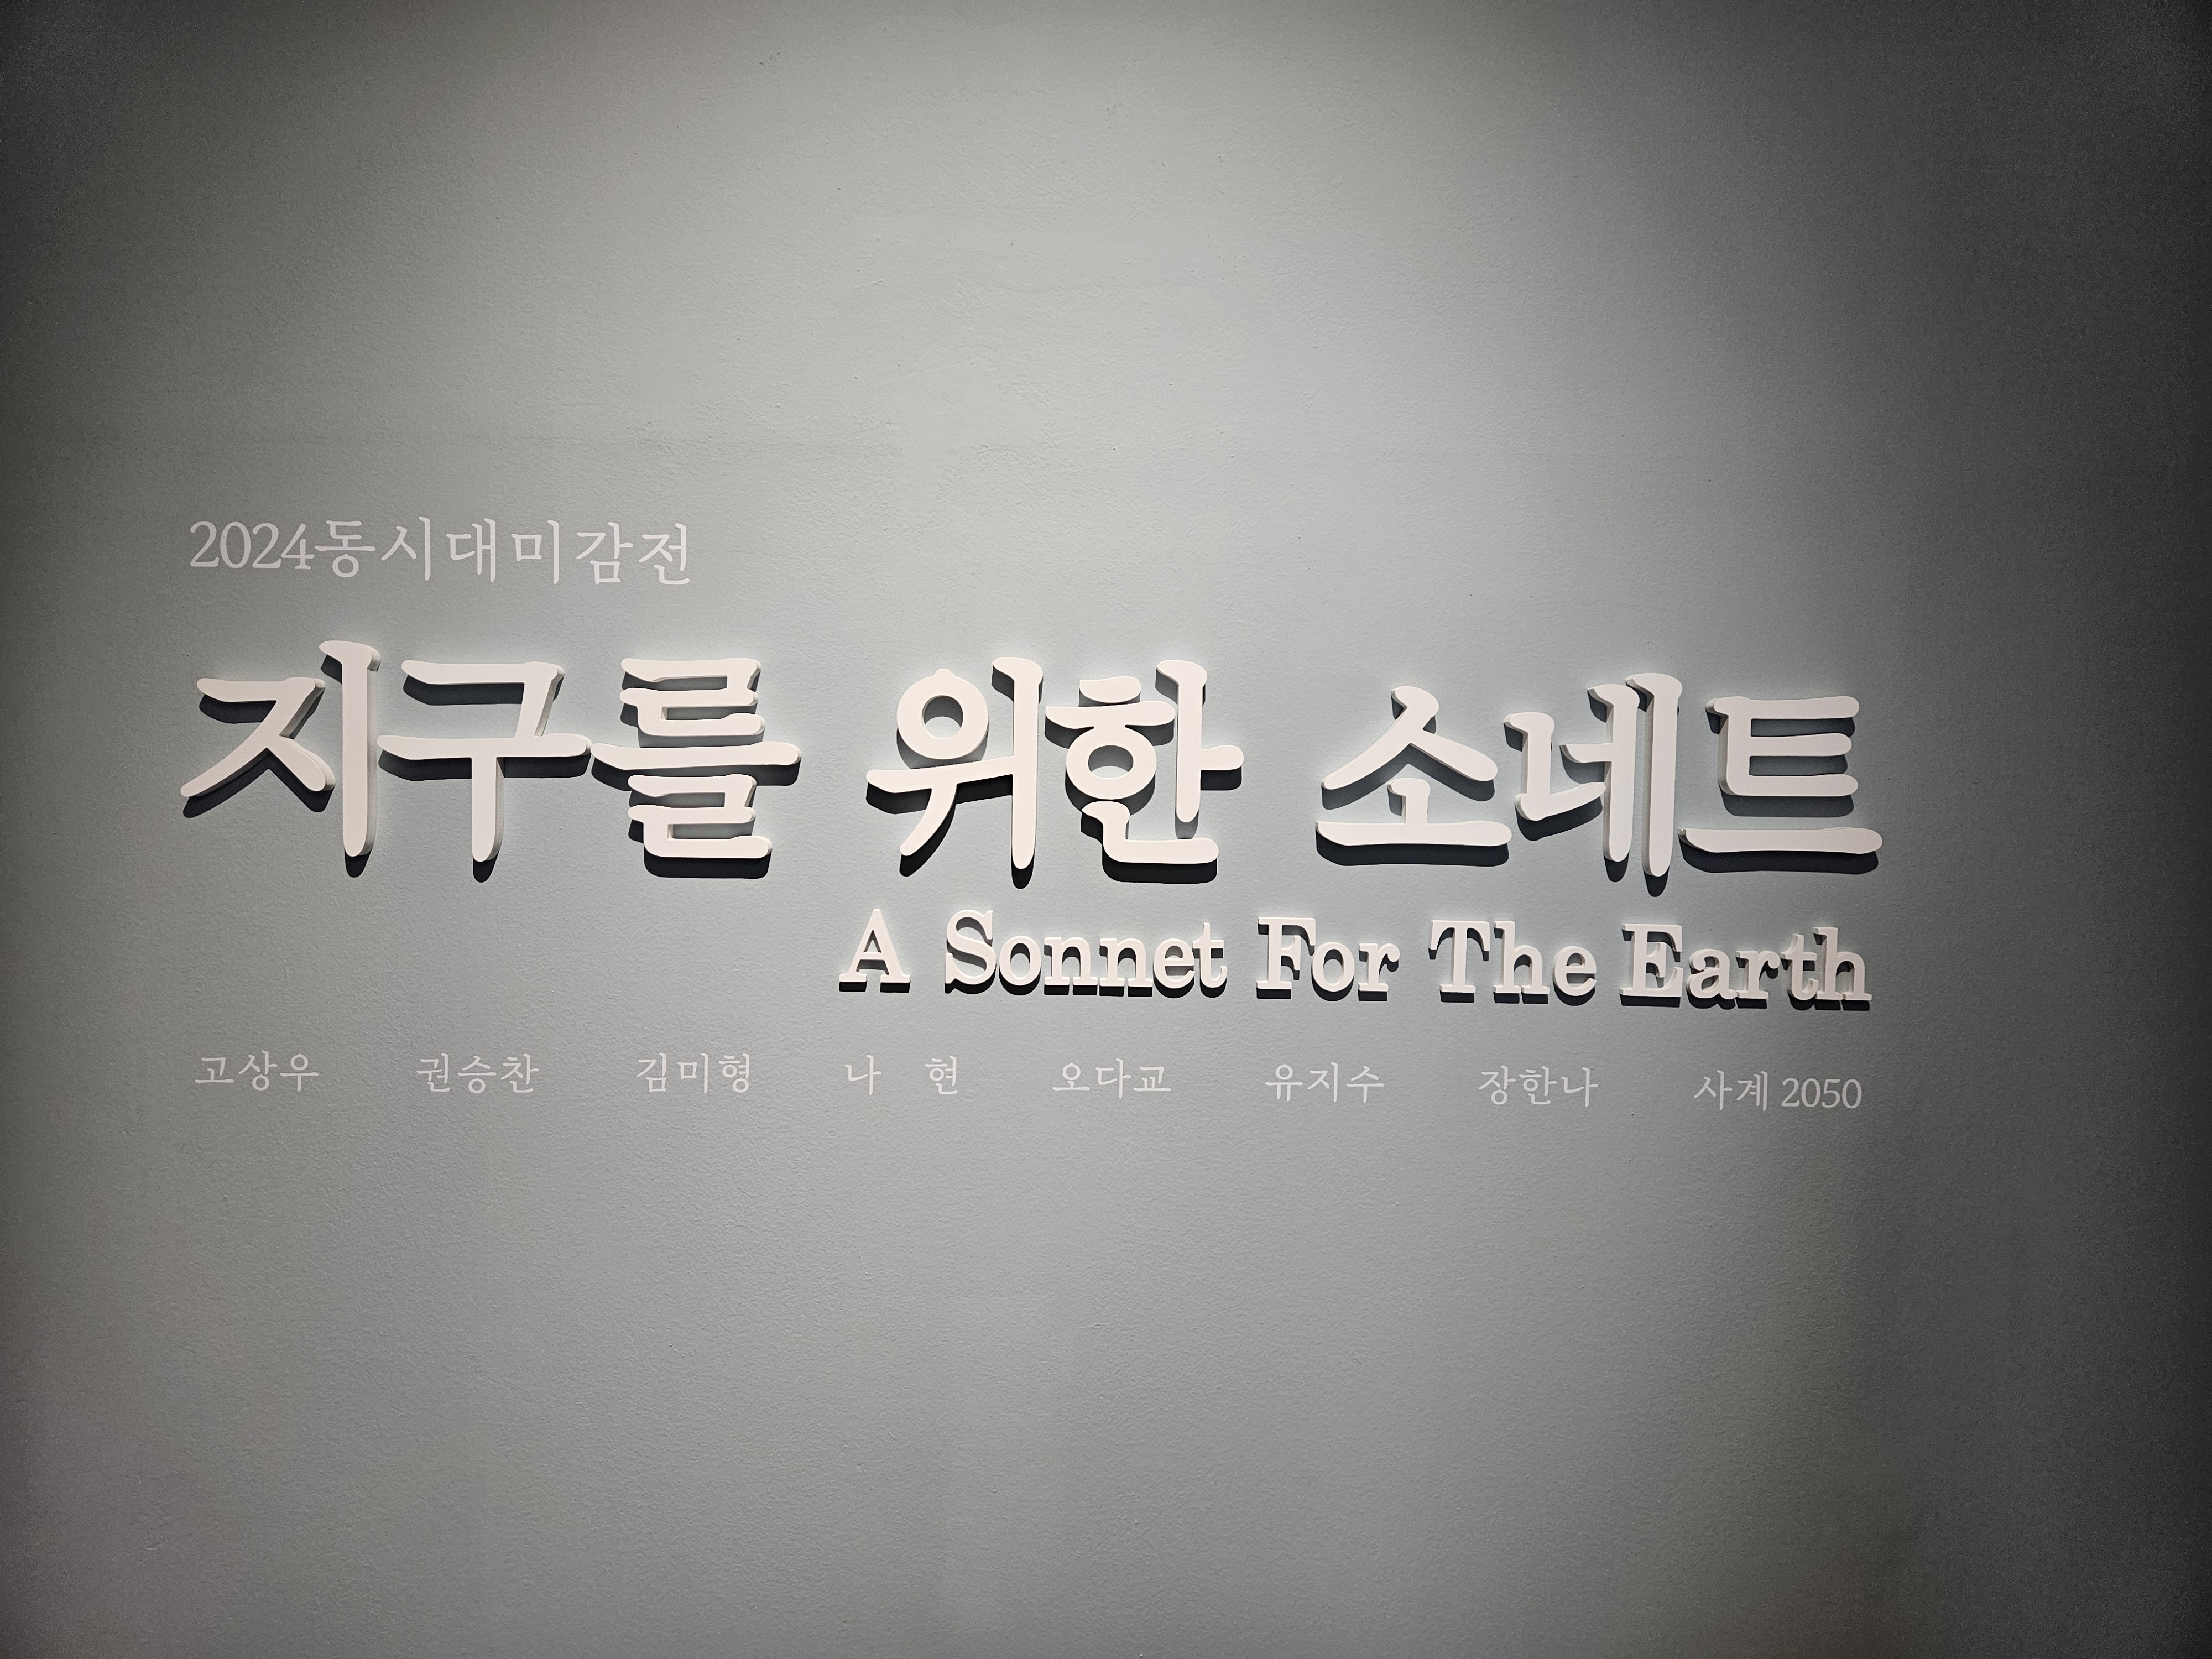 2024동시대미감전
지구를 위한 소네트
A Sonnet For The Earth
고상우 권승찬 김미형 나 현 오다교 유지수 장한나 사계 2050